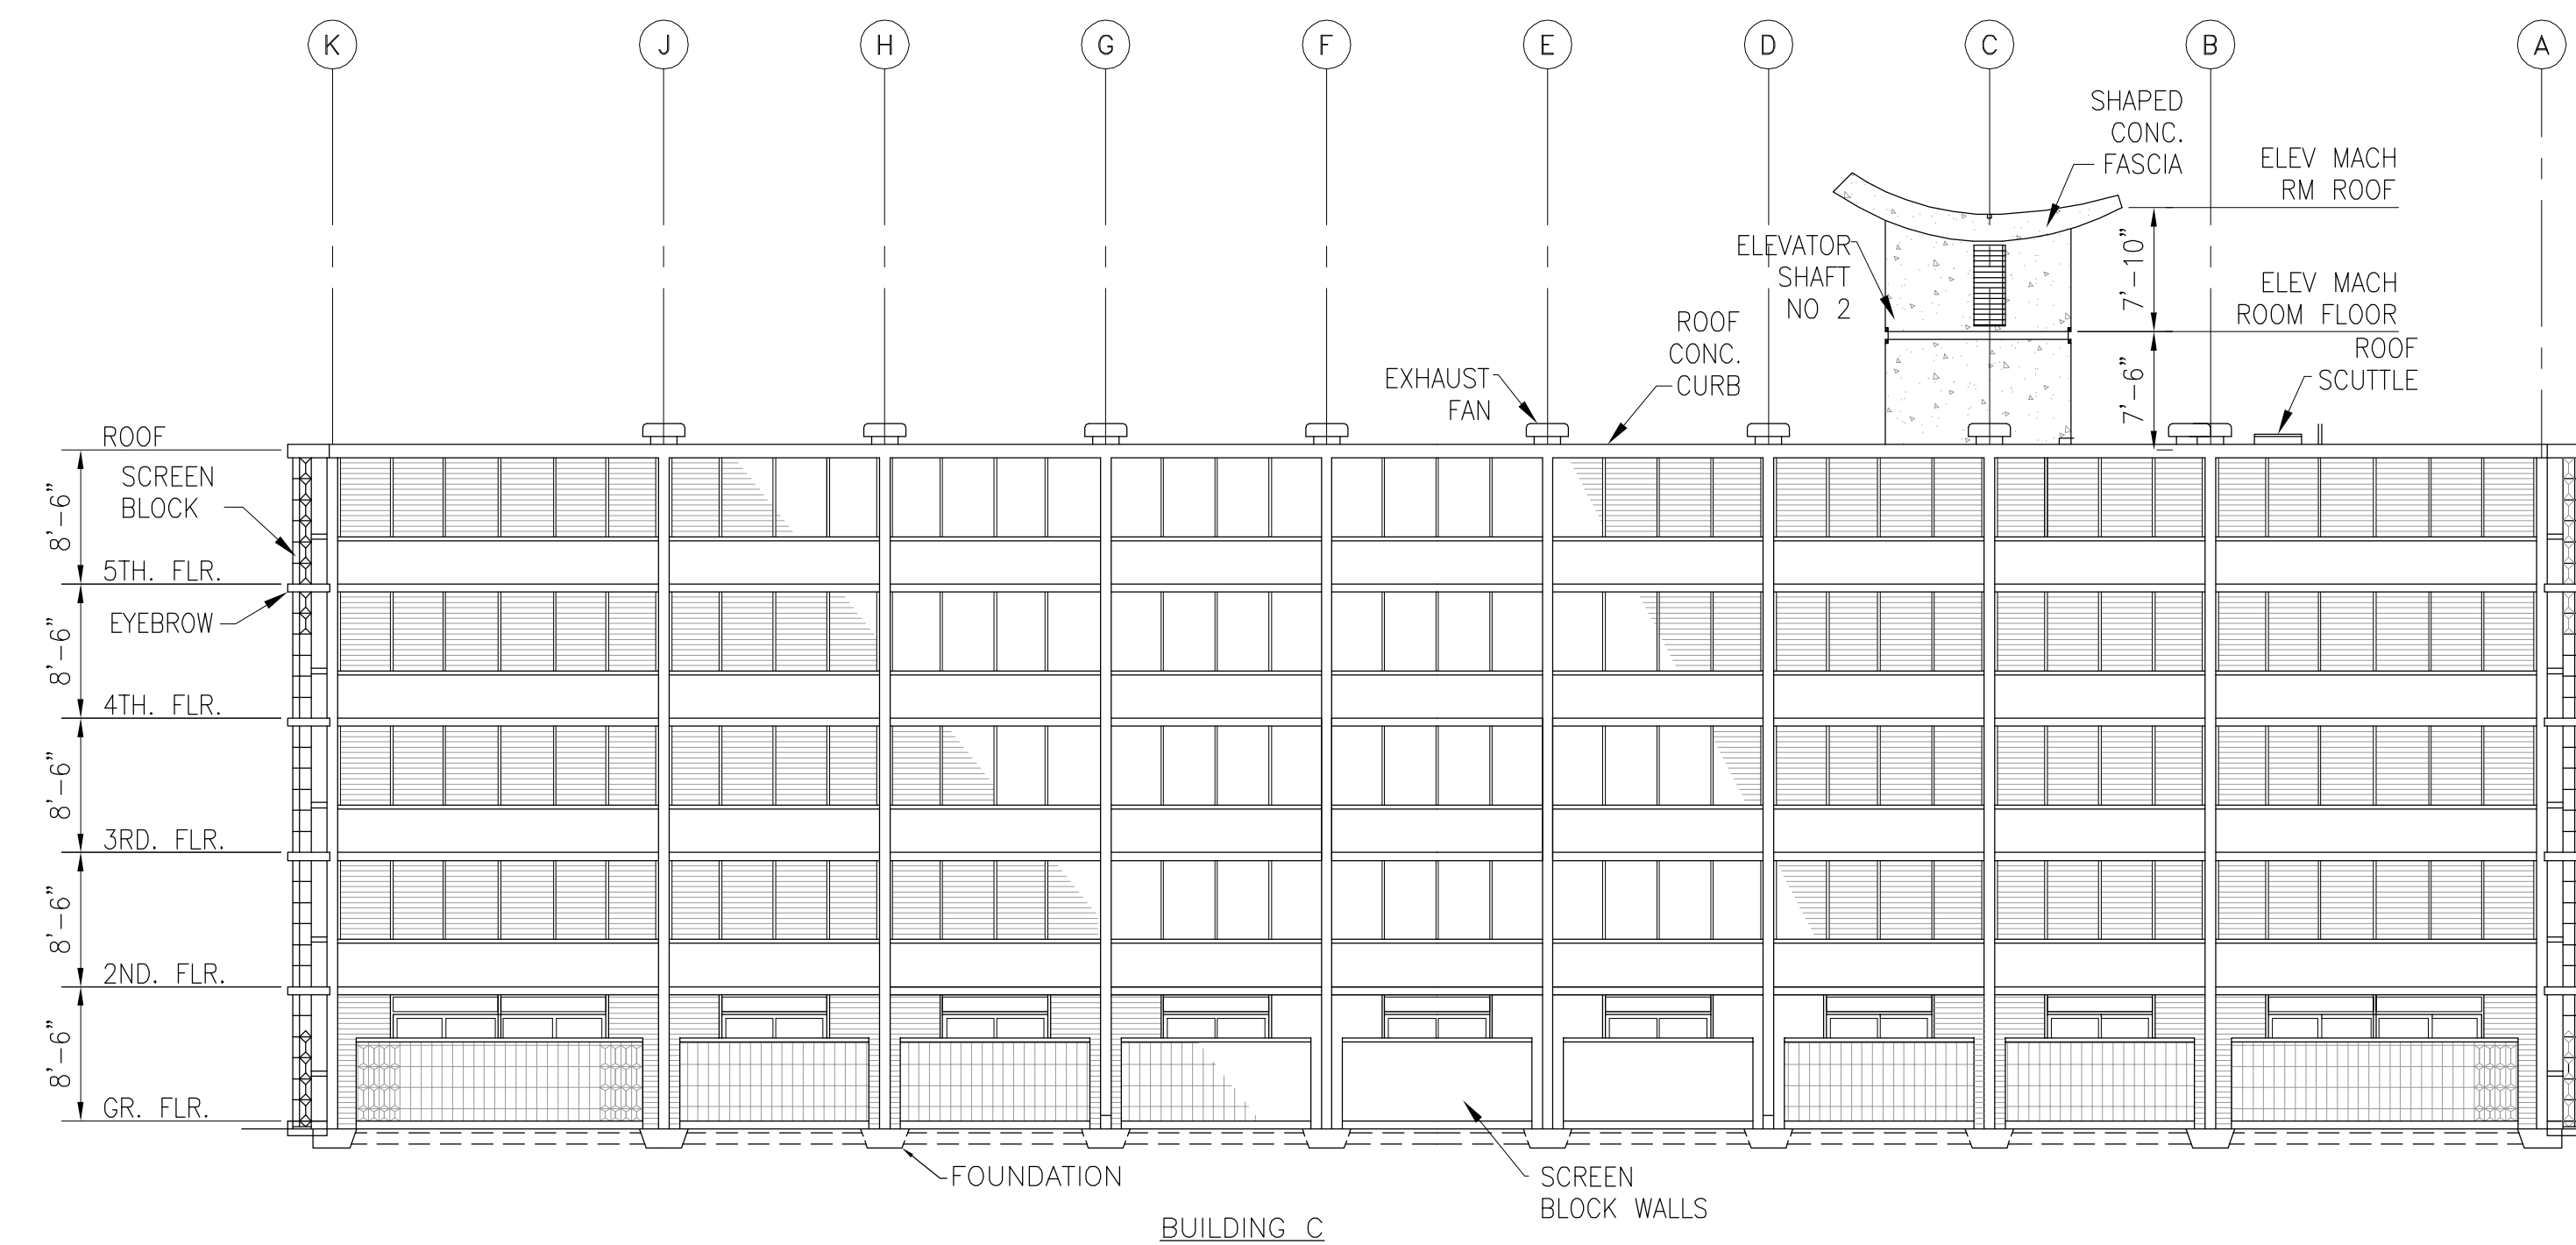 K J H G F E D C B A
SHAPED
CONC.
FASCIA
ELEV MACH
RM ROOF
ELEVATOR
SHAFT
NO 2
7'-10"
ELEV MACH
ROOM FLOOR
ROOF
CONC.
CURB
ROOF
SCUTTLE
7'-6"
EXHAUST
FAN
ROOF
SCREEN
BLOCK
8'-6"
5TH. FLR.
EYEBROW
8'-6"
4TH. FLR.
8'-6"
3RD. FLR.
8'-6"
2ND. FLR.
8'-6"
GR. FLR.
FOUNDATION
SCREEN
BLOCK WALLS
BUILDING C